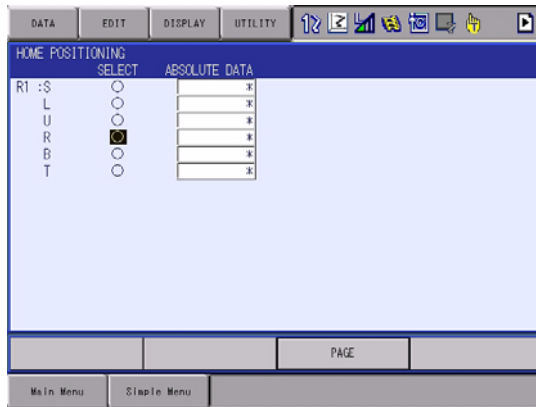 DATA EDIT DISPLAY UTILITY
HOME POSITIONING
SELECT ABSOLUTE DATA
R1 :S *
L *
U *
R *
B *
T *
PAGE
Main Menu Simple Menu